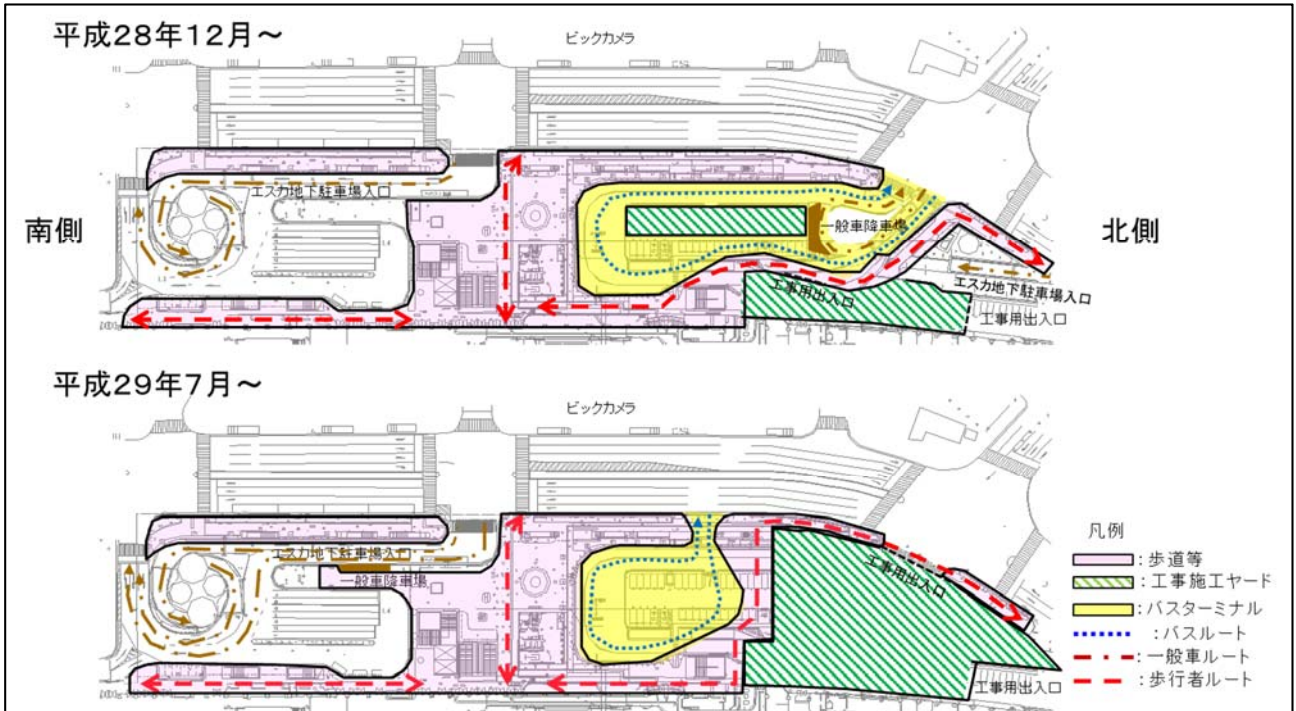 平成28年12月～
ビックカメラ
エスカ地下駐車場入口
南側
一般車降車場
北側
エスカ地下駐車場入口
工事用出入口
工事用出入口
平成29年7月～
ビックカメラ
エスカ地下駐車場入口
一般車降車場
工事用出入口
工事用出入口
凡例
：歩道等
：工事施工ヤード
：バスターミナル
：バスルート
：一般車ルート
：歩行者ルート